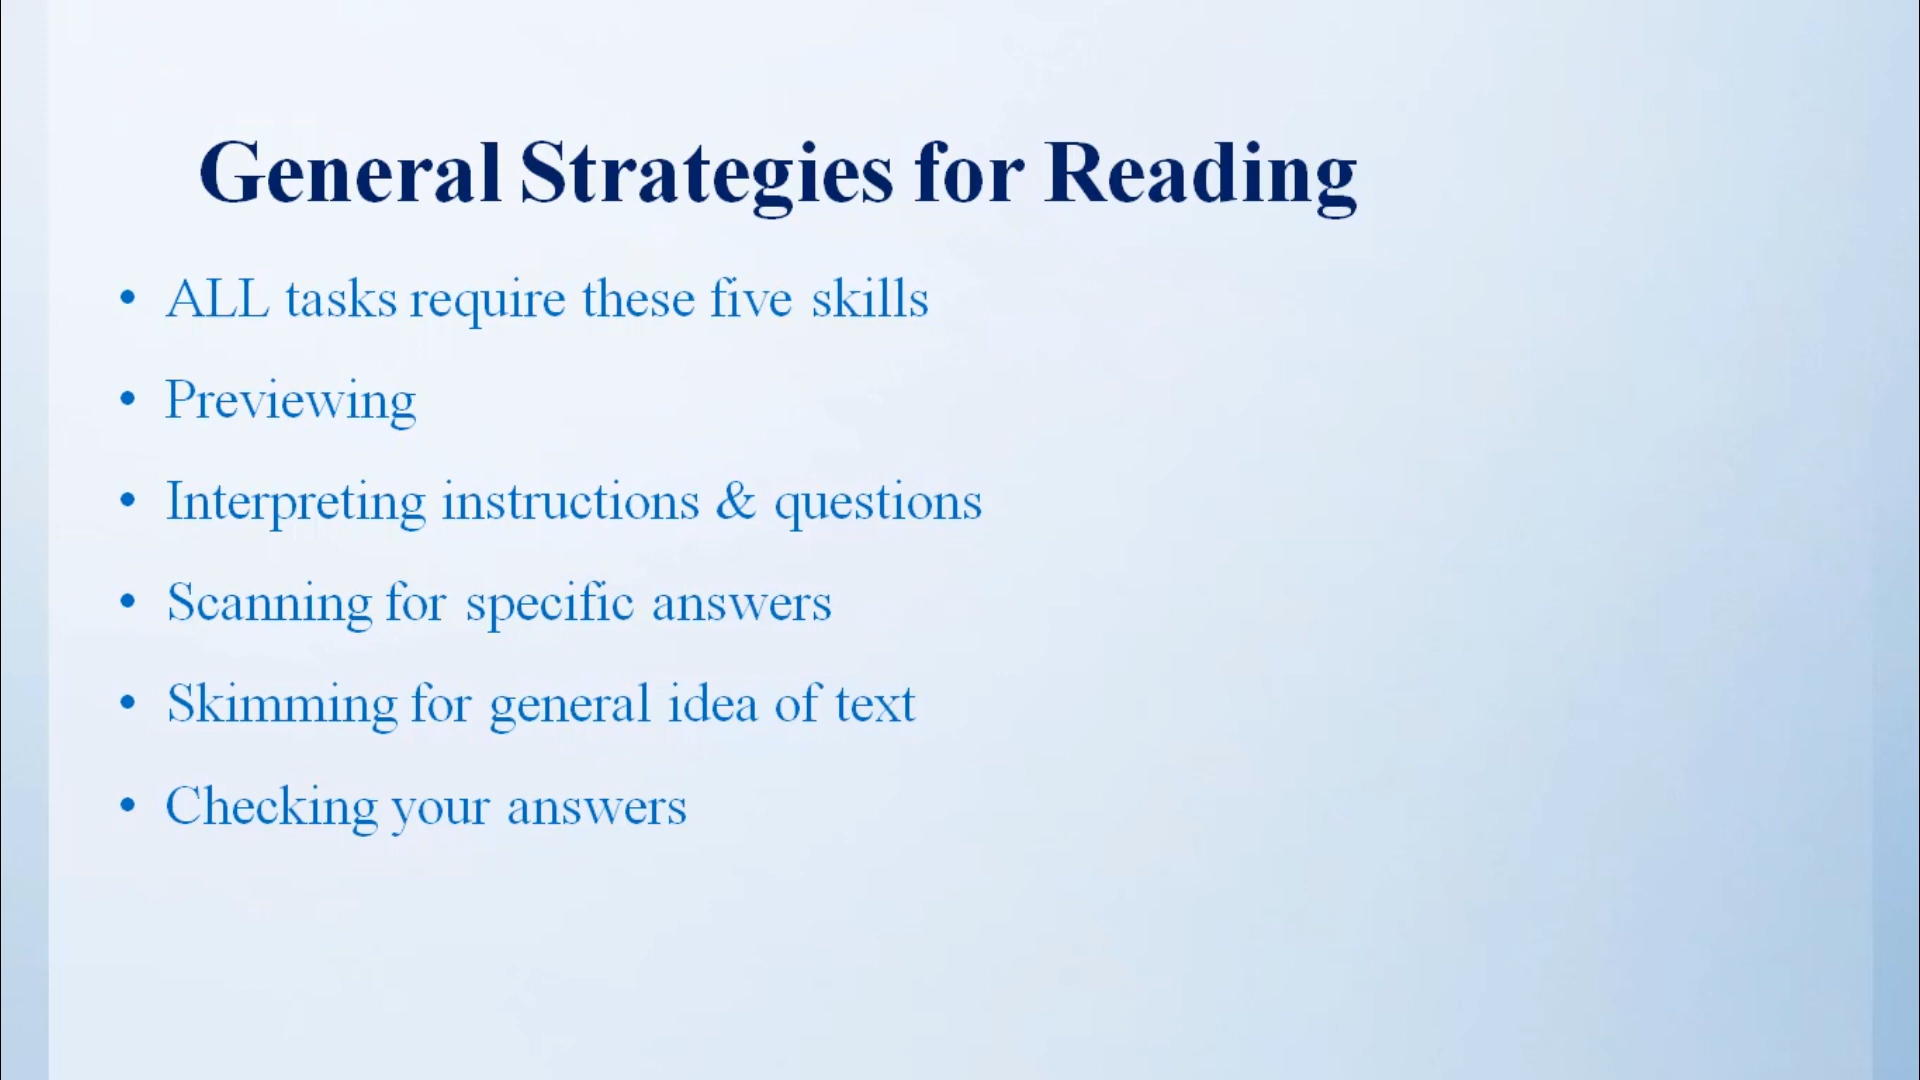 General Strategies for Reading
• ALL tasks require these five skills
• Previewing
• Interpreting instructions & questions
• Scanning for specific answers
• Skimming for general idea of text
• Checking your answers